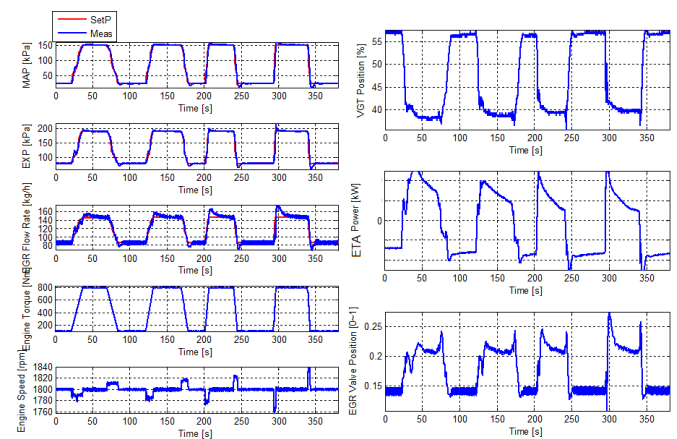 SetP
Meas
MAP [kPa]
150
100
50
0 50 100 150 200 250 300 350
Time [s]
EXP [kPa]
200
150
100
0 50 100 150 200 250 300 350
Time [s]
EGR Flow Rate [kg/h]
160
140
120
100
80
0 50 100 150 200 250 300 350
Time [s]
Engine Torque
800
600
400
200
0 50 100 150 200 250 300 350
Time [s]
Engine Speed [rpm]
1840
1820
1800
1780
1760
0 50 100 150 200 250 300 350
Time [s]
VGT Position [%]
55
50
45
40
0 50 100 150 200 250 300 350
Time [s]
ETA Power [kW]
0
0 50 100 150 200 250 300 350
Time [s]
EGR Valve Position [0~1]
0.25
0.2
0.15
0 50 100 150 200 250 300 350
Time [s]